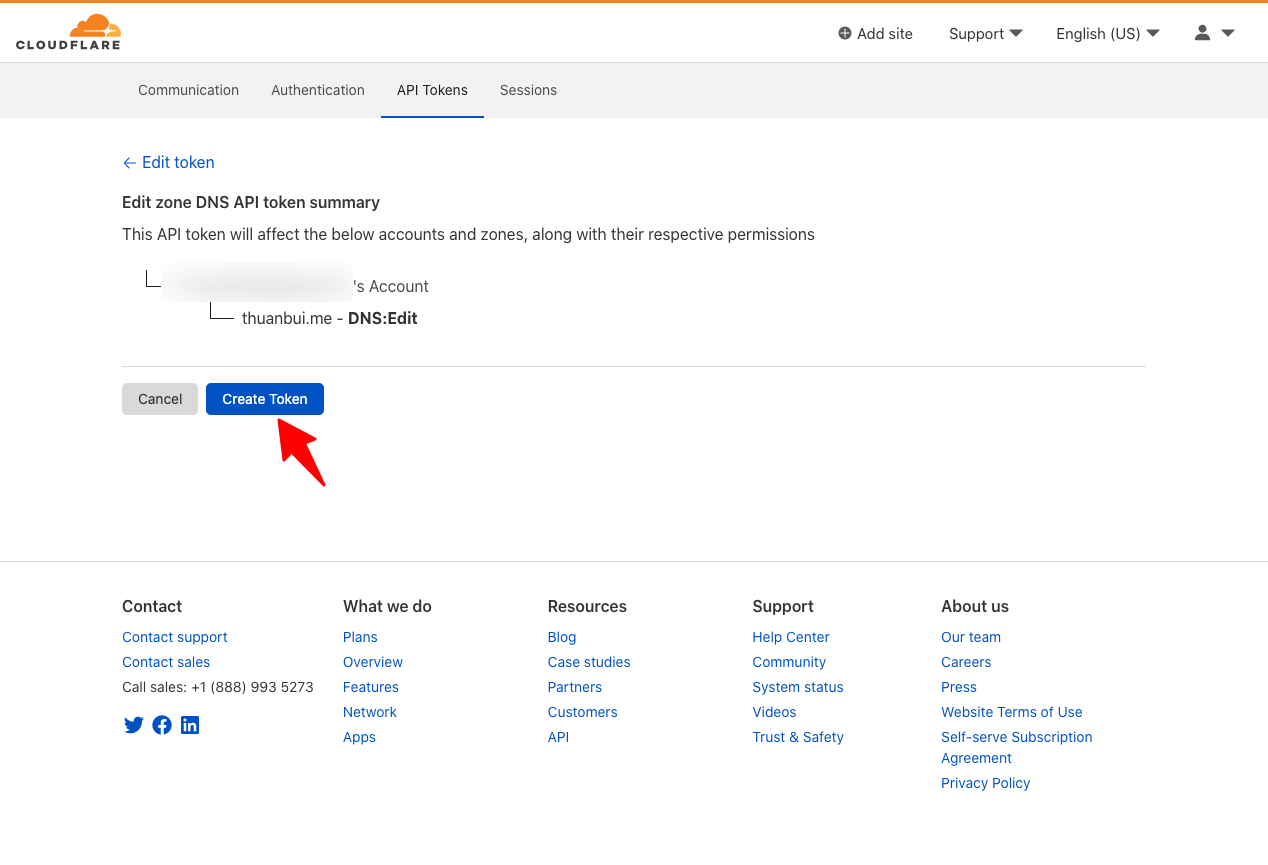 CLOUDFLARE
Add site Support English (US)
Communication Authentication API Tokens Sessions
← Edit token
Edit zone DNS API token summary
This API token will affect the below accounts and zones, along with their respective permissions
's Account
thuanbui.me - DNS:Edit
Cancel Create Token
Contact
Contact support
Contact sales
Call sales: +1 (888) 993 5273
What we do
Plans
Overview
Features
Network
Apps
Resources
Blog
Case studies
Partners
Customers
API
Support
Help Center
Community
System status
Videos
Trust & Safety
About us
Our team
Careers
Press
Website Terms of Use
Self-serve Subscription
Agreement
Privacy Policy